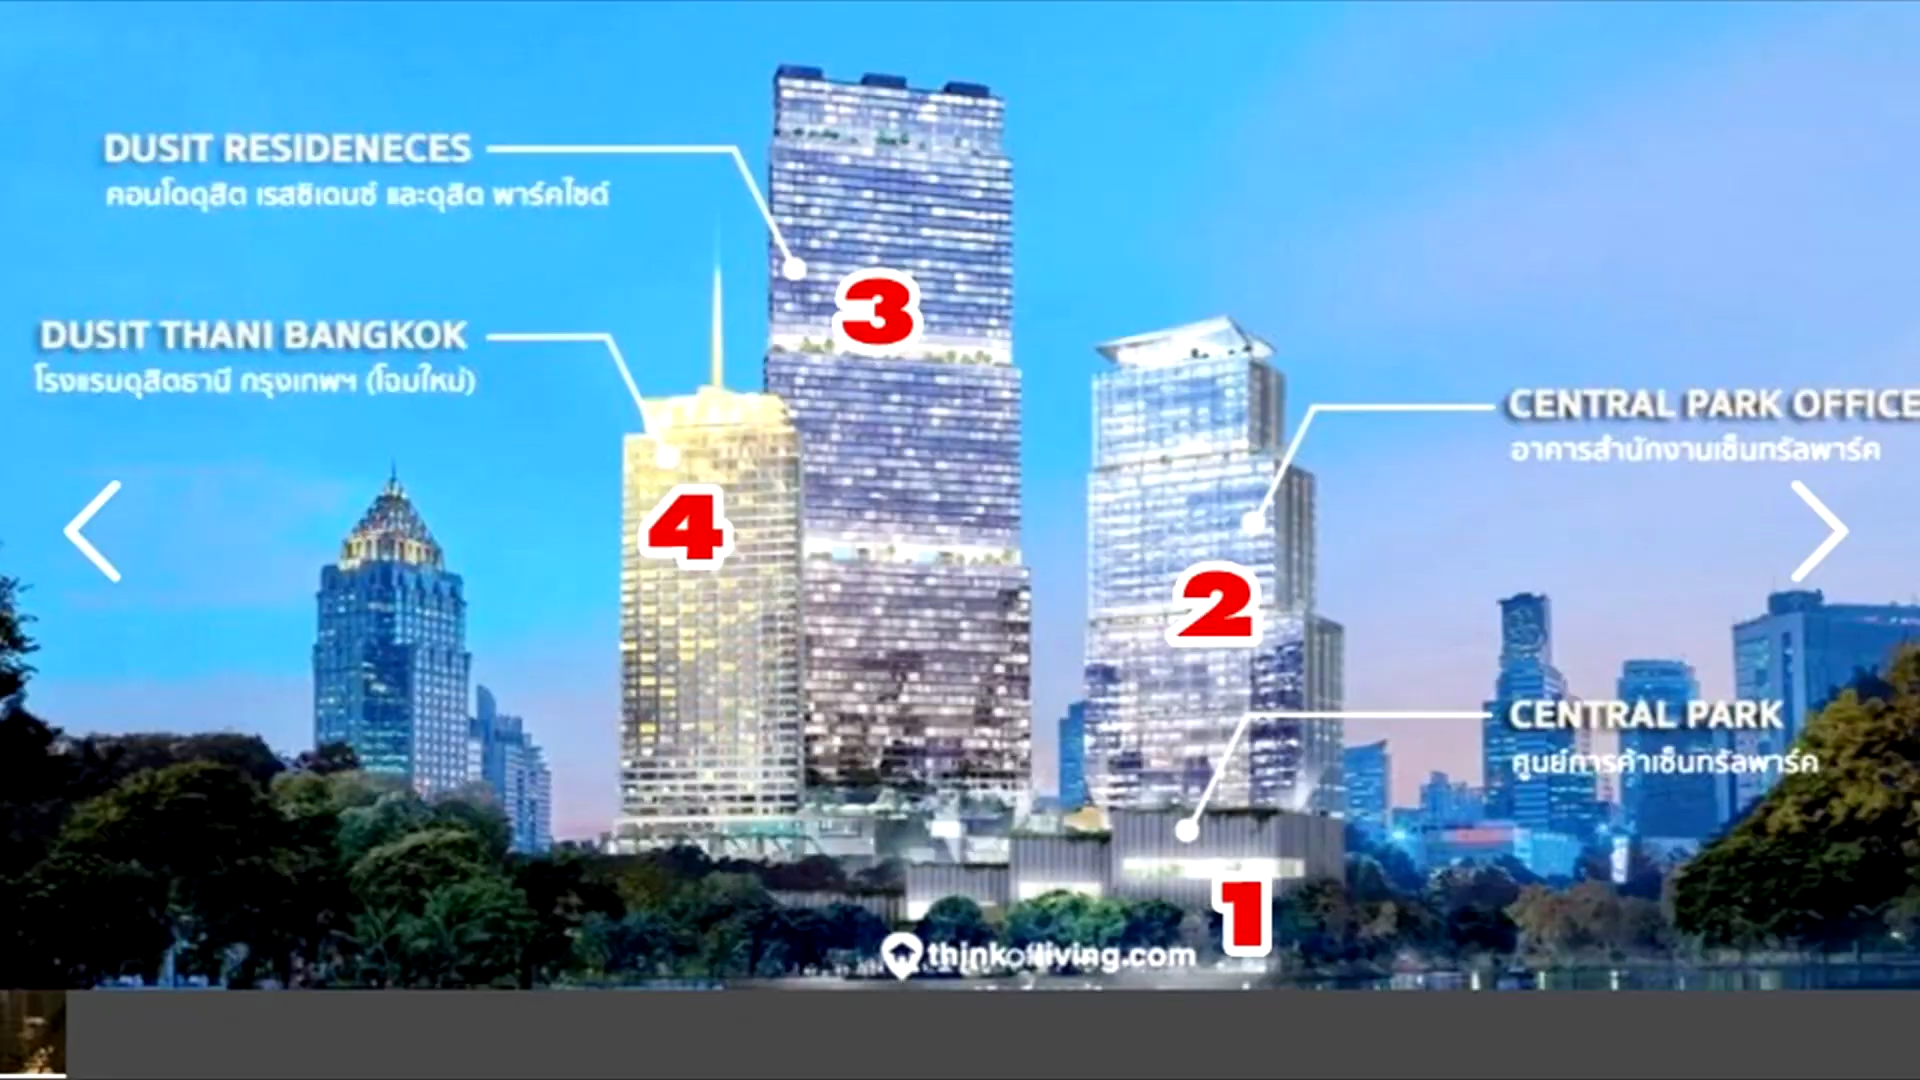 DUSIT RESIDENECES
คอนโดดุสิต เรสซิเดนซ์ และดุสิต พาร์คไซด์
3
DUSIT THANI BANGKOK
โรงแรมดุสิตธานี กรุงเทพฯ (โฉมใหม่)
4
CENTRAL PARK OFFICE
อาคารสำนักงานเซ็นทรัลพาร์ค
2
CENTRAL PARK
ศูนย์การค้าเซ็นทรัลพาร์ค
1
thinkofliving.com